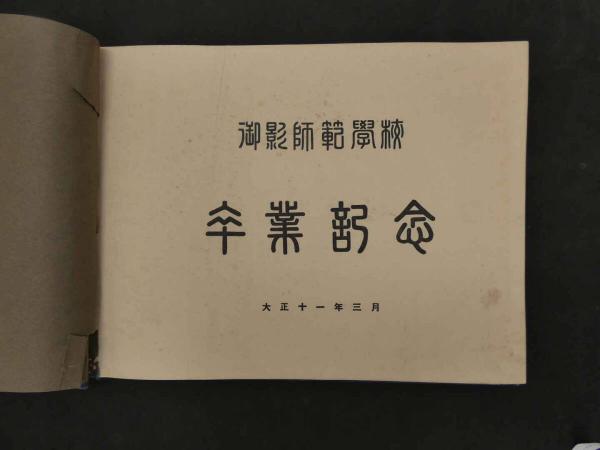 御影師範學校
卒業記念
大正十一年三月